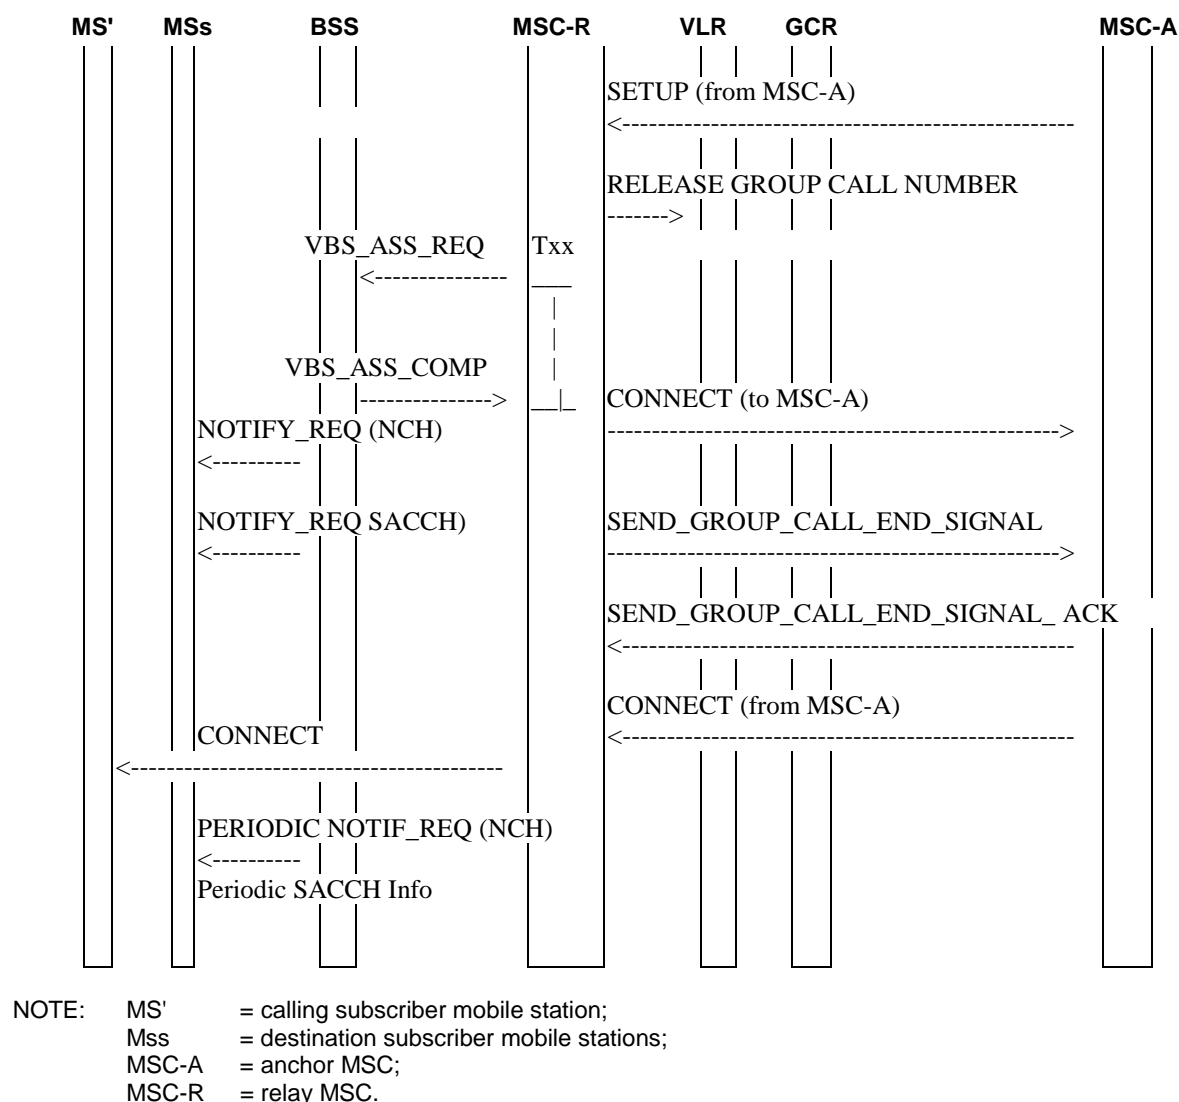 MS' MSs BSS MSC-R VLR GCR MSC-A
SETUP (from MSC-A)
<--------------------------------------------------
RELEASE GROUP CALL NUMBER
------->
VBS_ASS_REQ Txx
<---------------
VBS_ASS_COMP
--------------->
CONNECT (to MSC-A)
NOTIFY_REQ (NCH)
-------------------------------------------------->
<----------
NOTIFY_REQ SACCH) SEND_GROUP_CALL_END_SIGNAL
<---------- -------------------------------------------------->
SEND_GROUP_CALL_END_SIGNAL_ ACK
<--------------------------------------------------
CONNECT (from MSC-A)
CONNECT
<--------------------------------------------------
<-----------------------------------------
PERIODIC NOTIF_REQ (NCH)
<----------
Periodic SACCH Info
NOTE: MS' = calling subscriber mobile station;
Mss = destination subscriber mobile stations;
MSC-A = anchor MSC;
MSC-R = relay MSC.